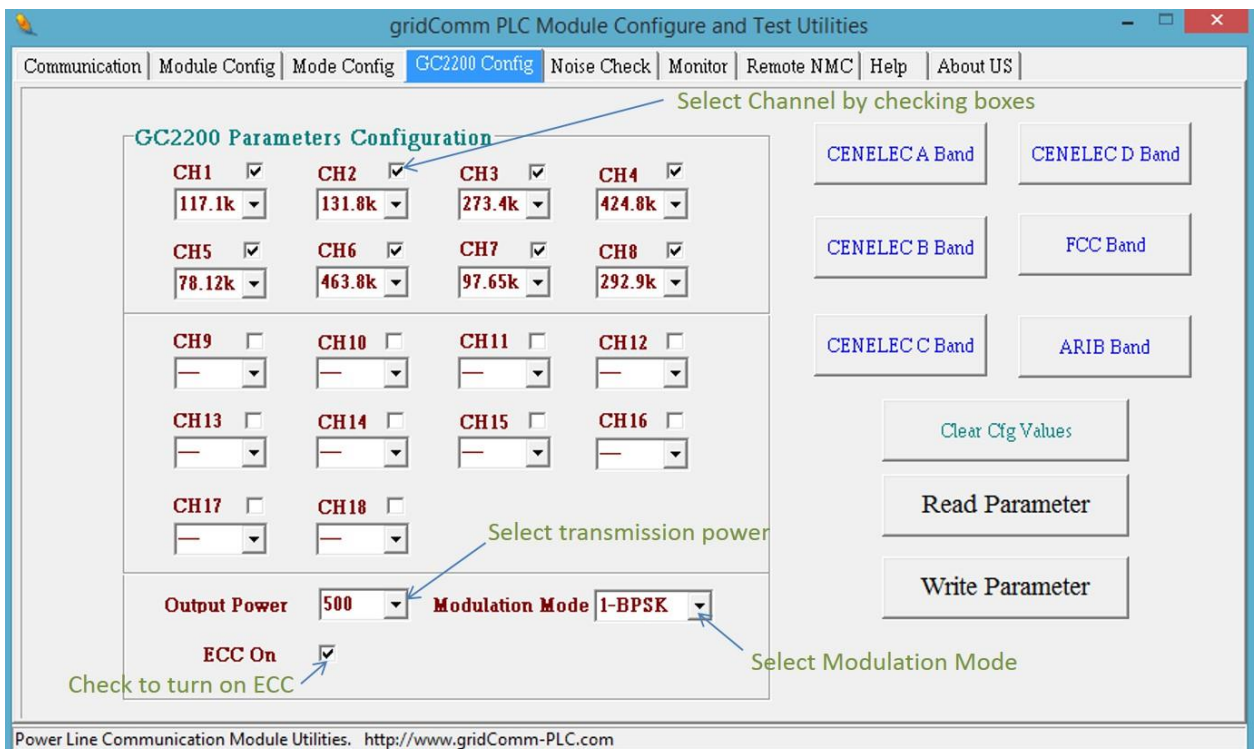 gridComm PLC Module Configure and Test Utilities
Communication Module Config Mode Config GC2200 Config Noise Check Monitor Remote NMC Help About US
Select Channel by checking boxes
GC2200 Parameters Configuration
CH1 CH2 CH3 CH4
117.1k 131.8k 273.4k 424.8k
CH5 CH6 CH7 CH8
78.12k 463.8k 97.65k 292.9k
CH9 CH10 CH11 CH12
— — — —
CH13 CH14 CH15 CH16
— — — —
CH17 CH18
— —
Select transmission power
Output Power 500 Modulation Mode 1-BPSK
ECC On
Select Modulation Mode
Check to turn on ECC
CENELEC A Band CENELEC D Band
CENELEC B Band FCC Band
CENELEC C Band ARIB Band
Clear Cfg Values
Read Parameter
Write Parameter
Power Line Communication Module Utilities. http://www.gridComm-PLC.com